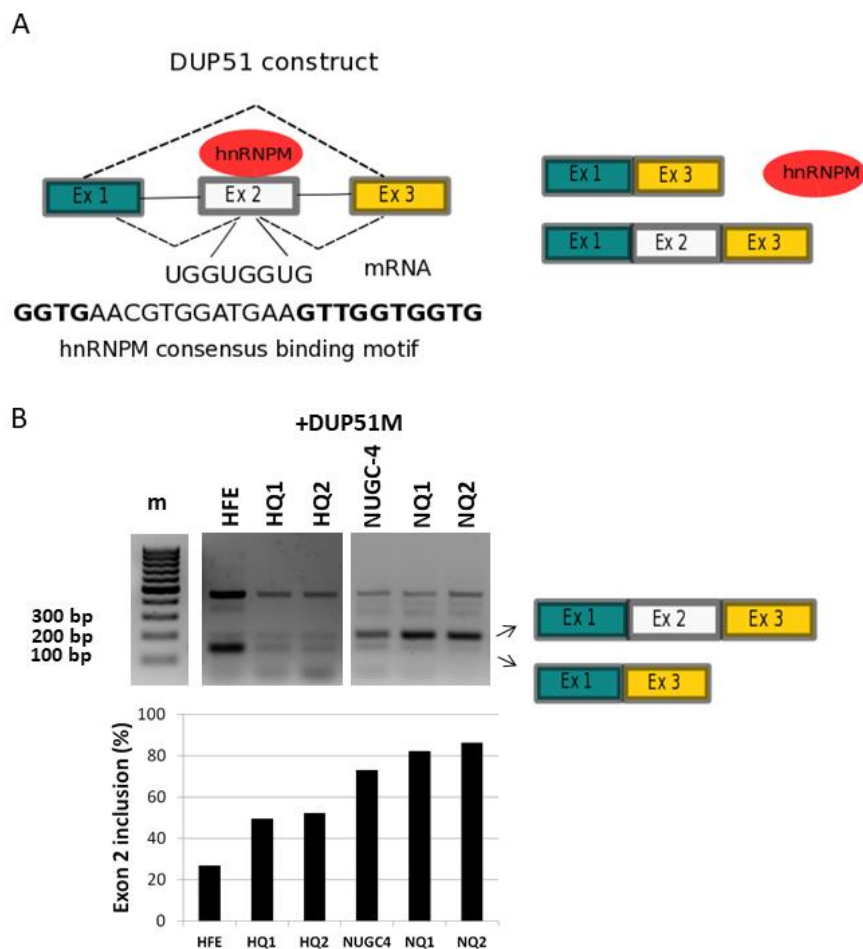 A
DUP51 construct
hnRNPM
Ex 1
Ex 2
Ex 3
UGGUGGUG
mRNA
GGTGAACGTGGATGAAGTTGGTGGTG
hnRNPM consensus binding motif
Ex 1
Ex 3
hnRNPM
Ex 1
Ex 2
Ex 3
B
+DUP51M
m
HFE
HQ1
HQ2
NUGC-4
NQ1
NQ2
300 bp
200 bp
100 bp
Ex 1
Ex 2
Ex 3
Ex 1
Ex 3
Exon 2 inclusion (%)
100
80
60
40
20
0
HFE
HQ1
HQ2
NUGC4
NQ1
NQ2